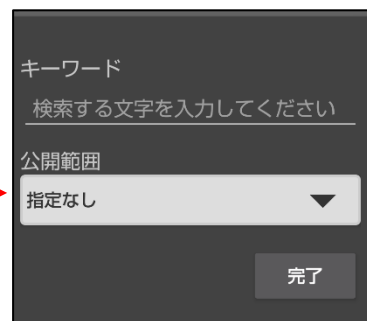 キーワード
検索する文字を入力してください
公開範囲
指定なし
完了